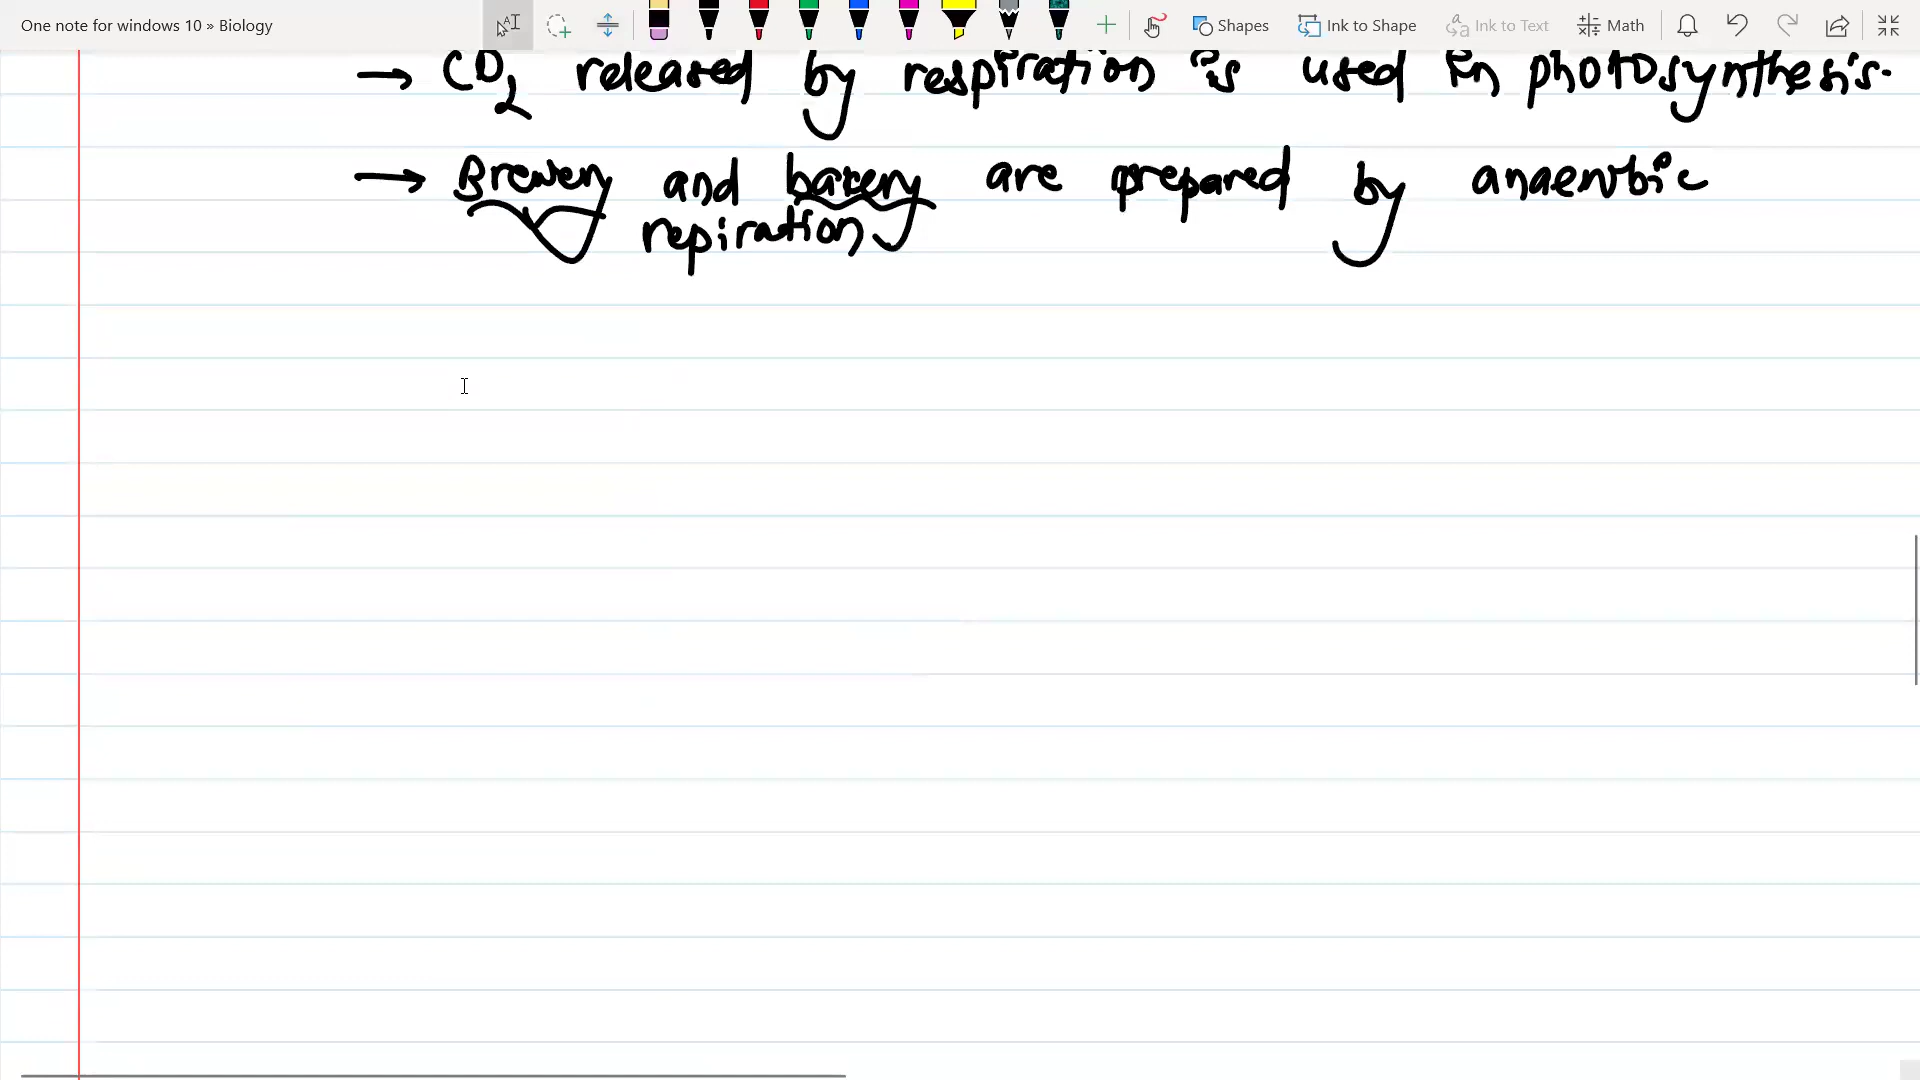 One note for windows 10 » Biology
Shapes Ink to Shape Ink to Text Math
→ CO2 released by respiration is used in photosynthesis.
→ Brewery and bakery are prepared by anaerobic
repiration